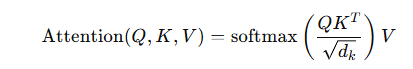 Attention(Q, K, V) = softmax(QK^T / √d_k)V